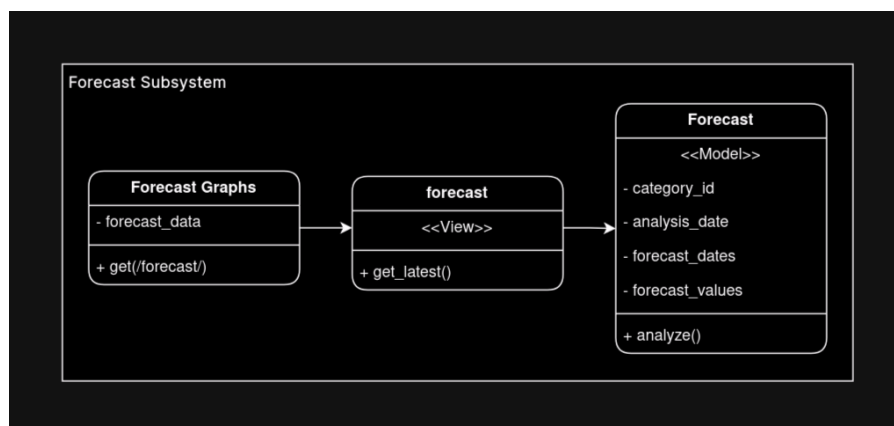 Forecast Subsystem
Forecast Graphs
- forecast_data
+ get(/forecast/)
forecast
<<View>>
+ get_latest()
Forecast
<<Model>>
- category_id
- analysis_date
- forecast_dates
- forecast_values
+ analyze()